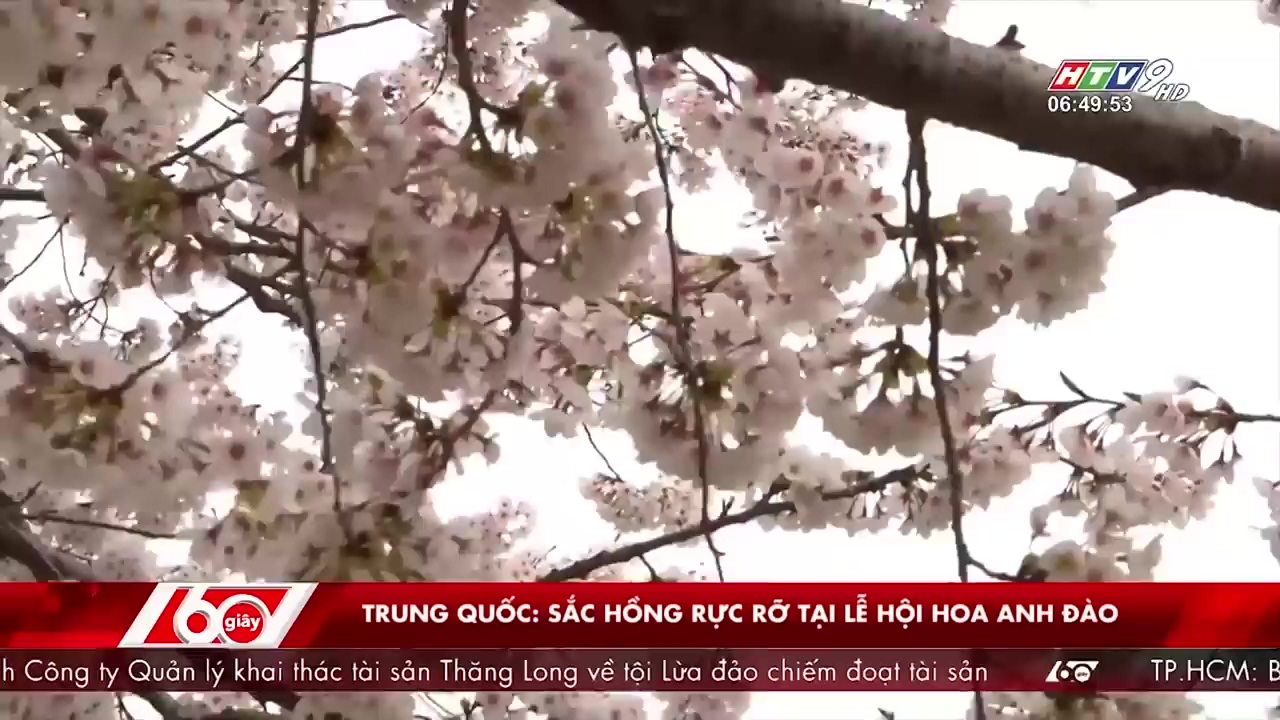 HTV9 HD
06:49:53
60 giây
TRUNG QUỐC: SẮC HỒNG RỰC RỠ TẠI LỄ HỘI HOA ANH ĐÀO
h Công ty Quản lý khai thác tài sản Thăng Long về tội Lừa đảo chiếm đoạt tài sản 60 giây TP.HCM: B